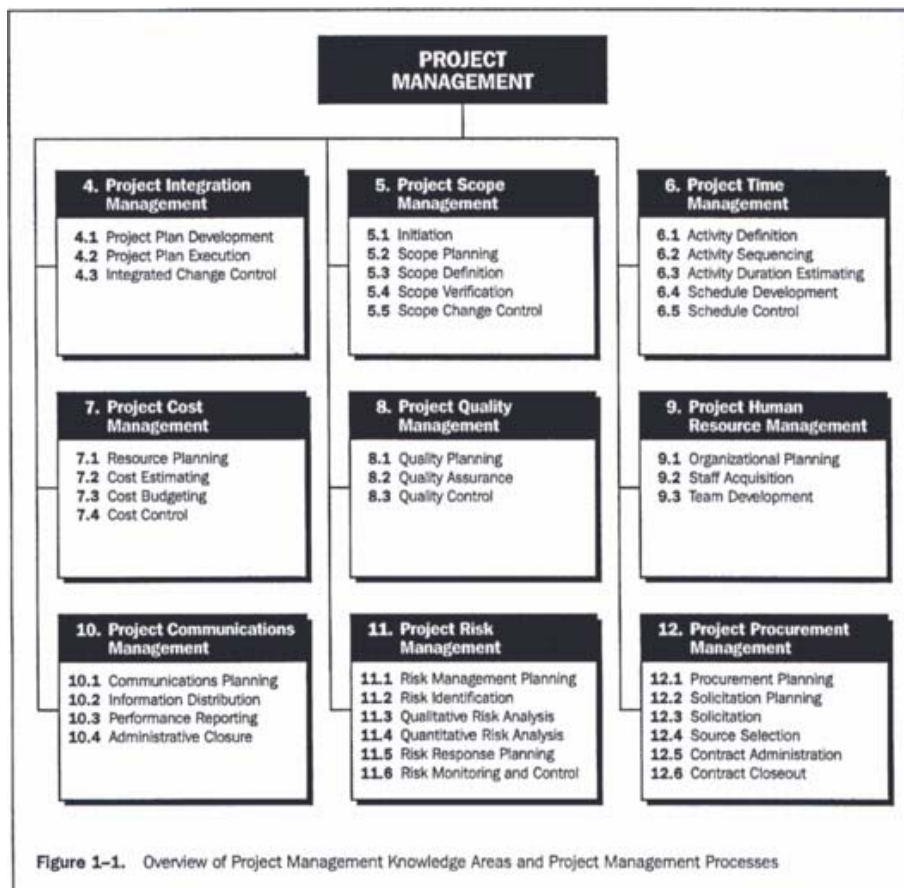 PROJECT
MANAGEMENT
4. Project Integration
Management
4.1 Project Plan Development
4.2 Project Plan Execution
4.3 Integrated Change Control
5. Project Scope
Management
5.1 Initiation
5.2 Scope Planning
5.3 Scope Definition
5.4 Scope Verification
5.5 Scope Change Control
6. Project Time
Management
6.1 Activity Definition
6.2 Activity Sequencing
6.3 Activity Duration Estimating
6.4 Schedule Development
6.5 Schedule Control
7. Project Cost
Management
7.1 Resource Planning
7.2 Cost Estimating
7.3 Cost Budgeting
7.4 Cost Control
8. Project Quality
Management
8.1 Quality Planning
8.2 Quality Assurance
8.3 Quality Control
9. Project Human
Resource Management
9.1 Organizational Planning
9.2 Staff Acquisition
9.3 Team Development
10. Project Communications
Management
10.1 Communications Planning
10.2 Information Distribution
10.3 Performance Reporting
10.4 Administrative Closure
11. Project Risk
Management
11.1 Risk Management Planning
11.2 Risk Identification
11.3 Qualitative Risk Analysis
11.4 Quantitative Risk Analysis
11.5 Risk Response Planning
11.6 Risk Monitoring and Control
12. Project Procurement
Management
12.1 Procurement Planning
12.2 Solicitation Planning
12.3 Solicitation
12.4 Source Selection
12.5 Contract Administration
12.6 Contract Closeout
Figure 1–1. Overview of Project Management Knowledge Areas and Project Management Processes